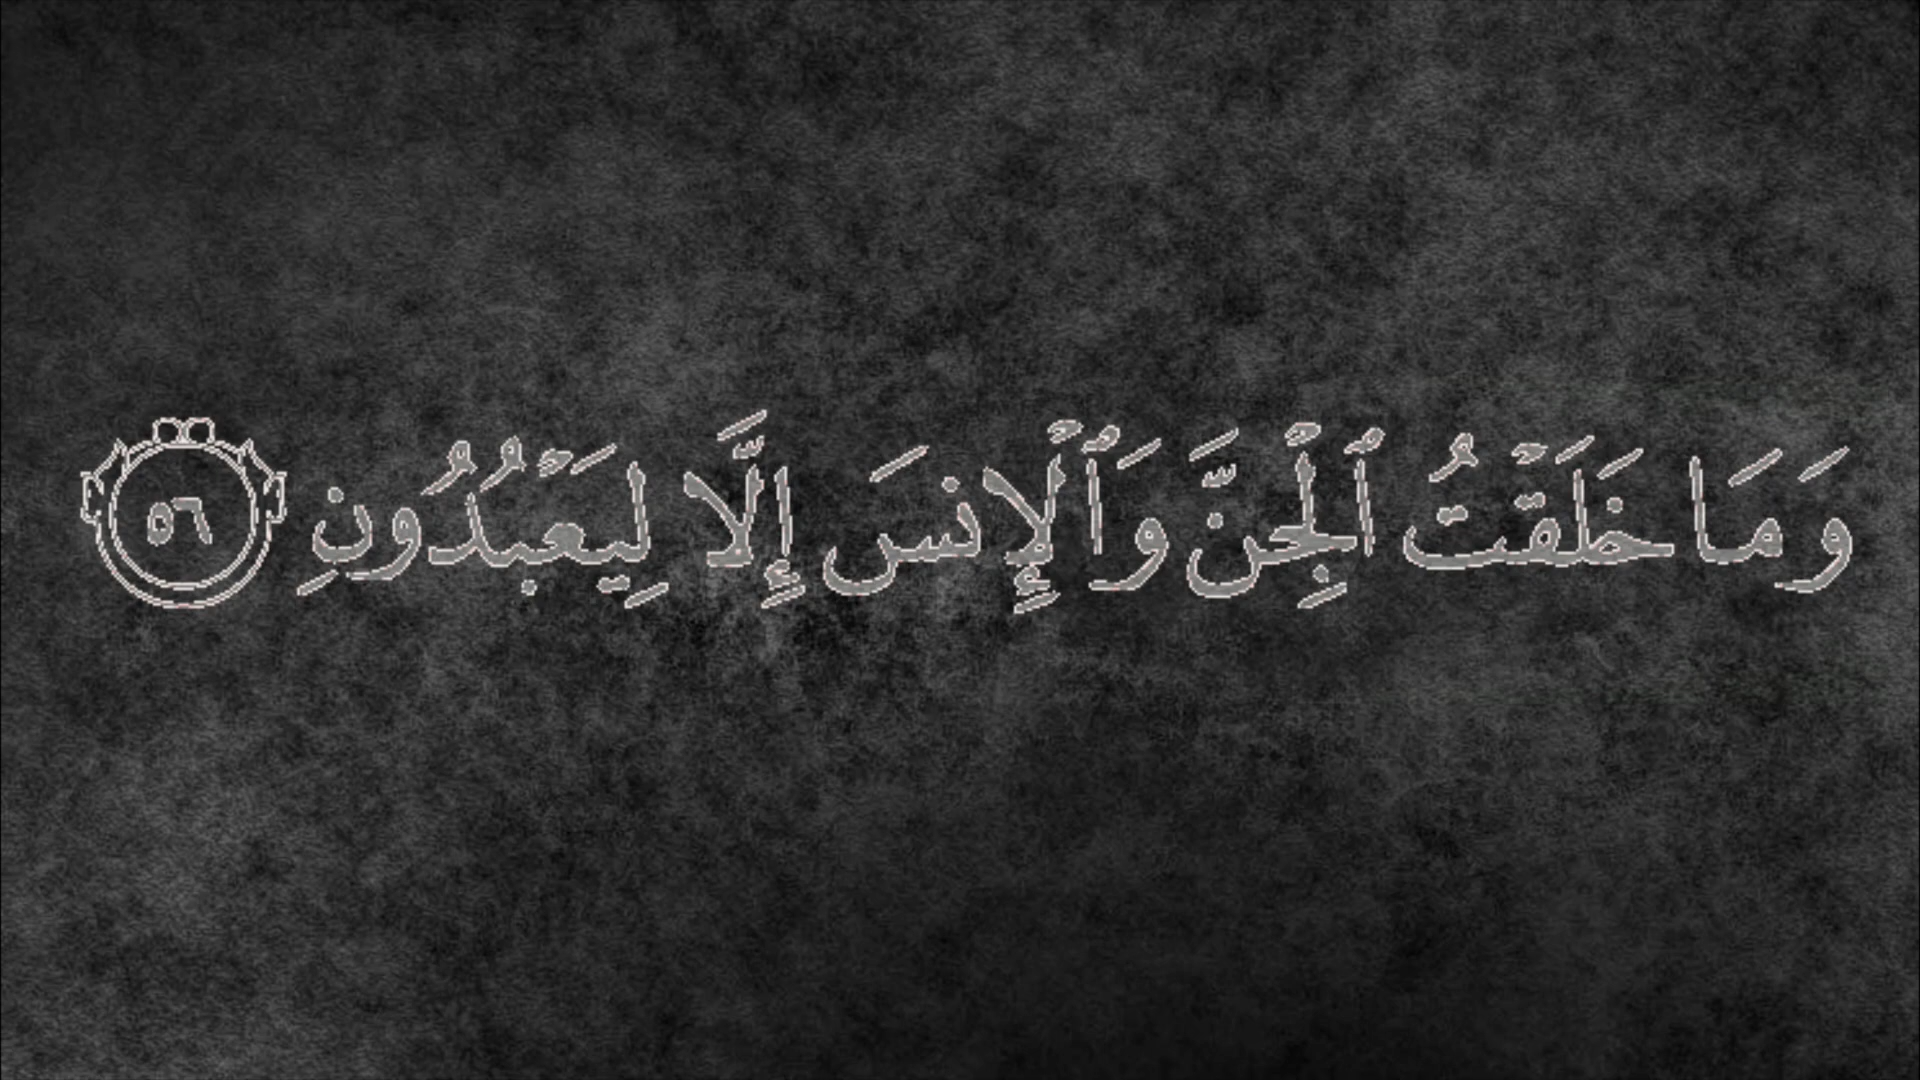 وَمَا خَلَقْتُ ٱلْجِنَّ وَٱلْإِنسَ إِلَّا لِيَعْبُدُونِ ٥٦